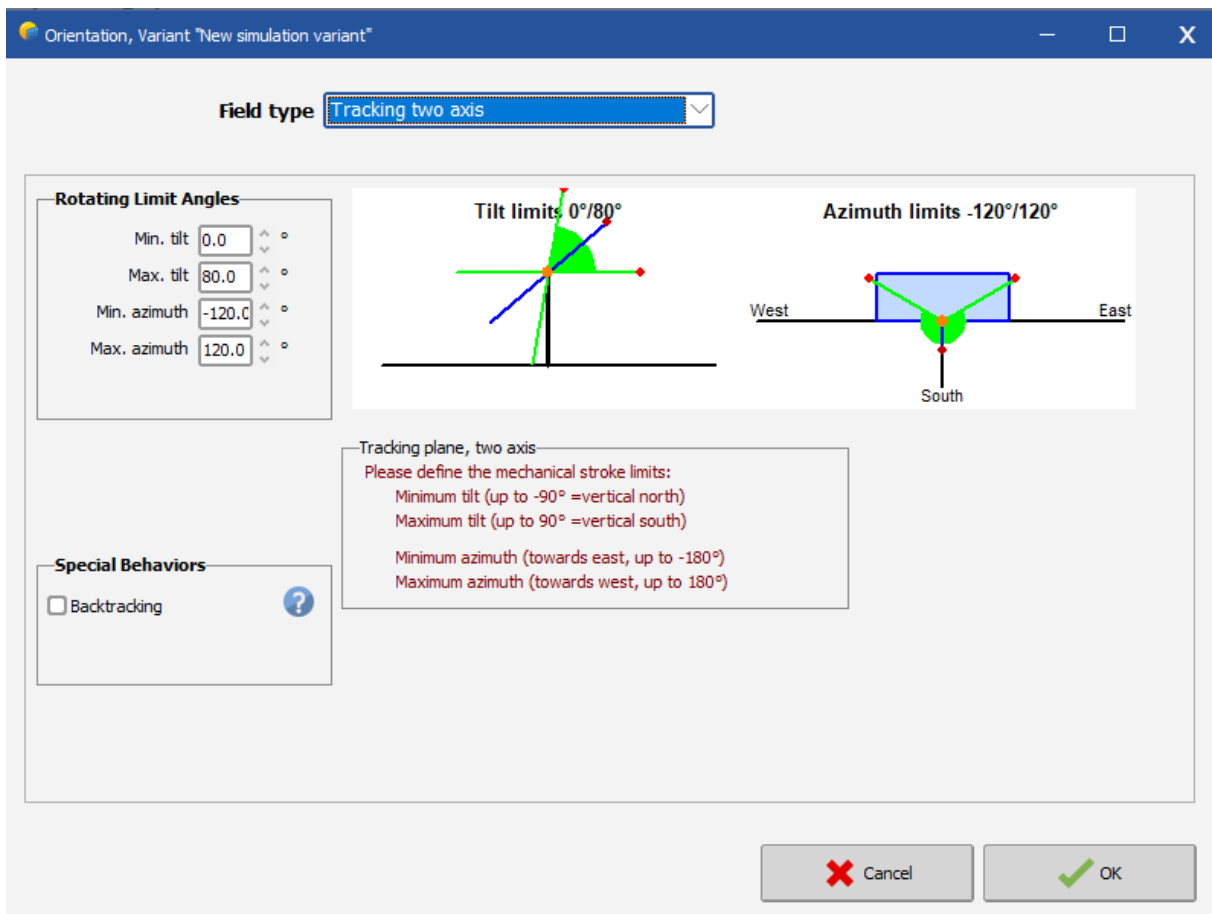 Orientation, Variant "New simulation variant"
Field type Tracking two axis
Rotating Limit Angles
Min. tilt 0.0 °
Max. tilt 80.0 °
Min. azimuth -120.0 °
Max. azimuth 120.0 °
Tilt limits 0°/80°
Azimuth limits -120°/120°
West
East
South
Tracking plane, two axis
Please define the mechanical stroke limits:
Minimum tilt (up to -90° =vertical north)
Maximum tilt (up to 90° =vertical south)
Minimum azimuth (towards east, up to -180°)
Maximum azimuth (towards west, up to 180°)
Special Behaviors
Backtracking ?
Cancel
OK